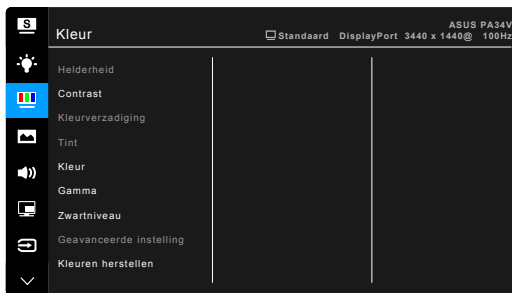 S
ASUS PA34V
Kleur
Standaard DisplayPort 3440 x 1440@ 100Hz
Helderheid
Contrast
Kleurverzadiging
Tint
Kleur
Gamma
Zwartniveau
Geavanceerde instelling
Kleuren herstellen